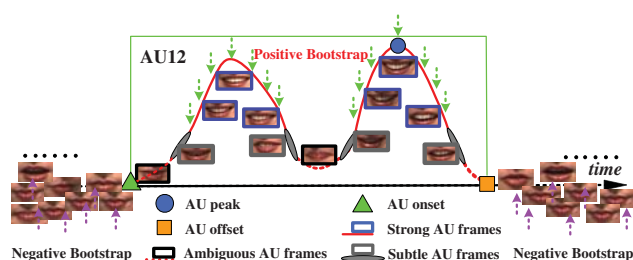 AU12
Positive Bootstrap
time
AU peak
AU onset
AU offset
Strong AU frames
Negative Bootstrap
Ambiguous AU frames
Subtle AU frames
Negative Bootstrap